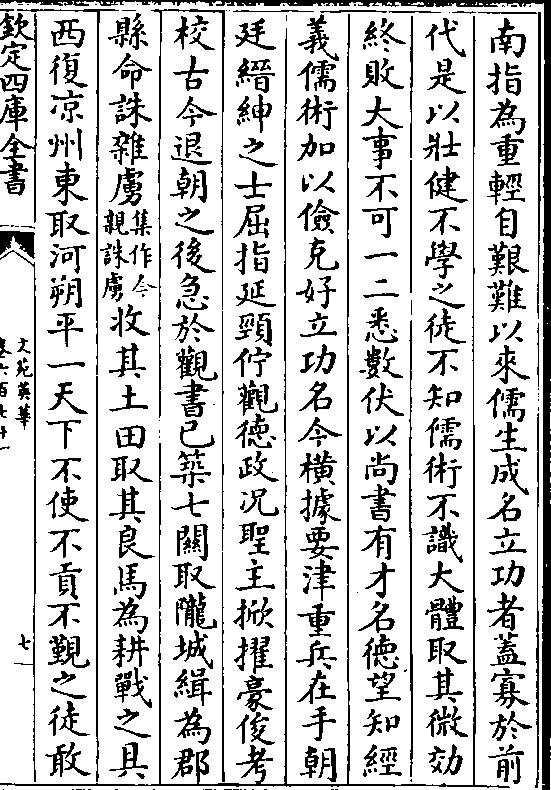 南指為重輕自艱難以來儒生成名立功者蓋寡於前
代是以壯健不學之徒不知儒術不識大體取其微効
終敗大事不可一二悉數伏以尚書有才名德望知經
義儒術加以儉克好立功名今横據要津重兵在手朝
廷縉紳之士屈指延頸佇觀德政况聖主掀擢豪俊考
校古今退朝之後急於觀書已築七關取隴城緝為郡
縣命誅雜虜集作今親誅虜收其土田取其良馬為耕戰之具
西復凉州東取河朔平一天下不使不貢不覲之徒敢
欽定四庫全書
文苑英華
卷六百七十一
七